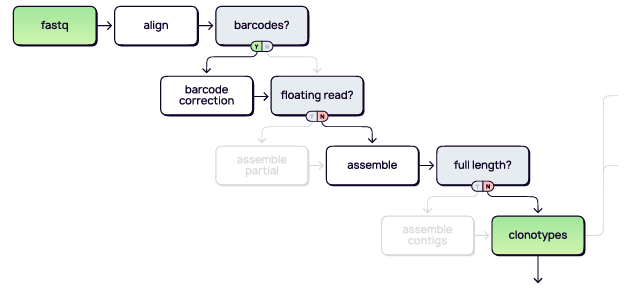 fastq
align
barcodes?
Y N
barcode
correction
floating read?
Y N
assemble
partial
assemble
full length?
Y N
assemble
contigs
clonotypes